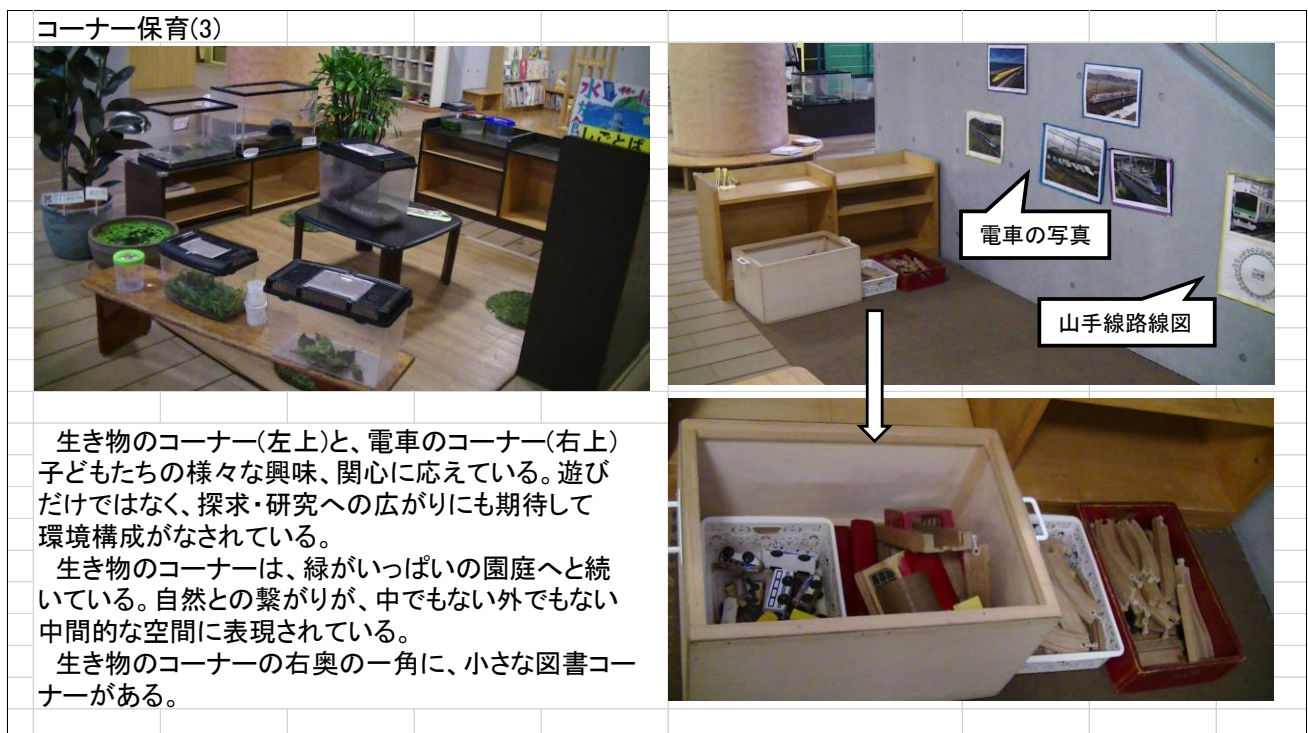 コーナー保育(3)
水
しごとば
電車の写真
山手線路線図
　生き物のコーナー(左上)と、電車のコーナー(右上)
子どもたちの様々な興味、関心に応えている。遊び
だけではなく、探求・研究への広がりにも期待して
環境構成がなされている。
　生き物のコーナーは、緑がいっぱいの園庭へと続
いている。自然との繋がりが、中でもない外でもない
中間的な空間に表現されている。
　生き物のコーナーの右奥の一角に、小さな図書コー
ナーがある。